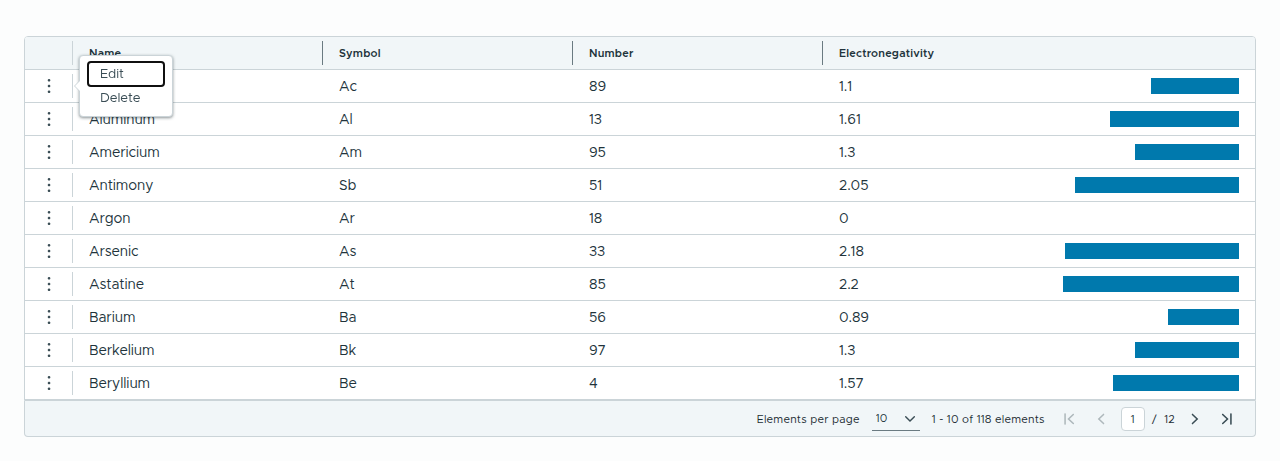 Name Symbol Number Electronegativity
Edit
Delete
Ac 89 1.1
Aluminum Al 13 1.61
Americium Am 95 1.3
Antimony Sb 51 2.05
Argon Ar 18 0
Arsenic As 33 2.18
Astatine At 85 2.2
Barium Ba 56 0.89
Berkelium Bk 97 1.3
Beryllium Be 4 1.57
Elements per page 10 1 - 10 of 118 elements 1 / 12